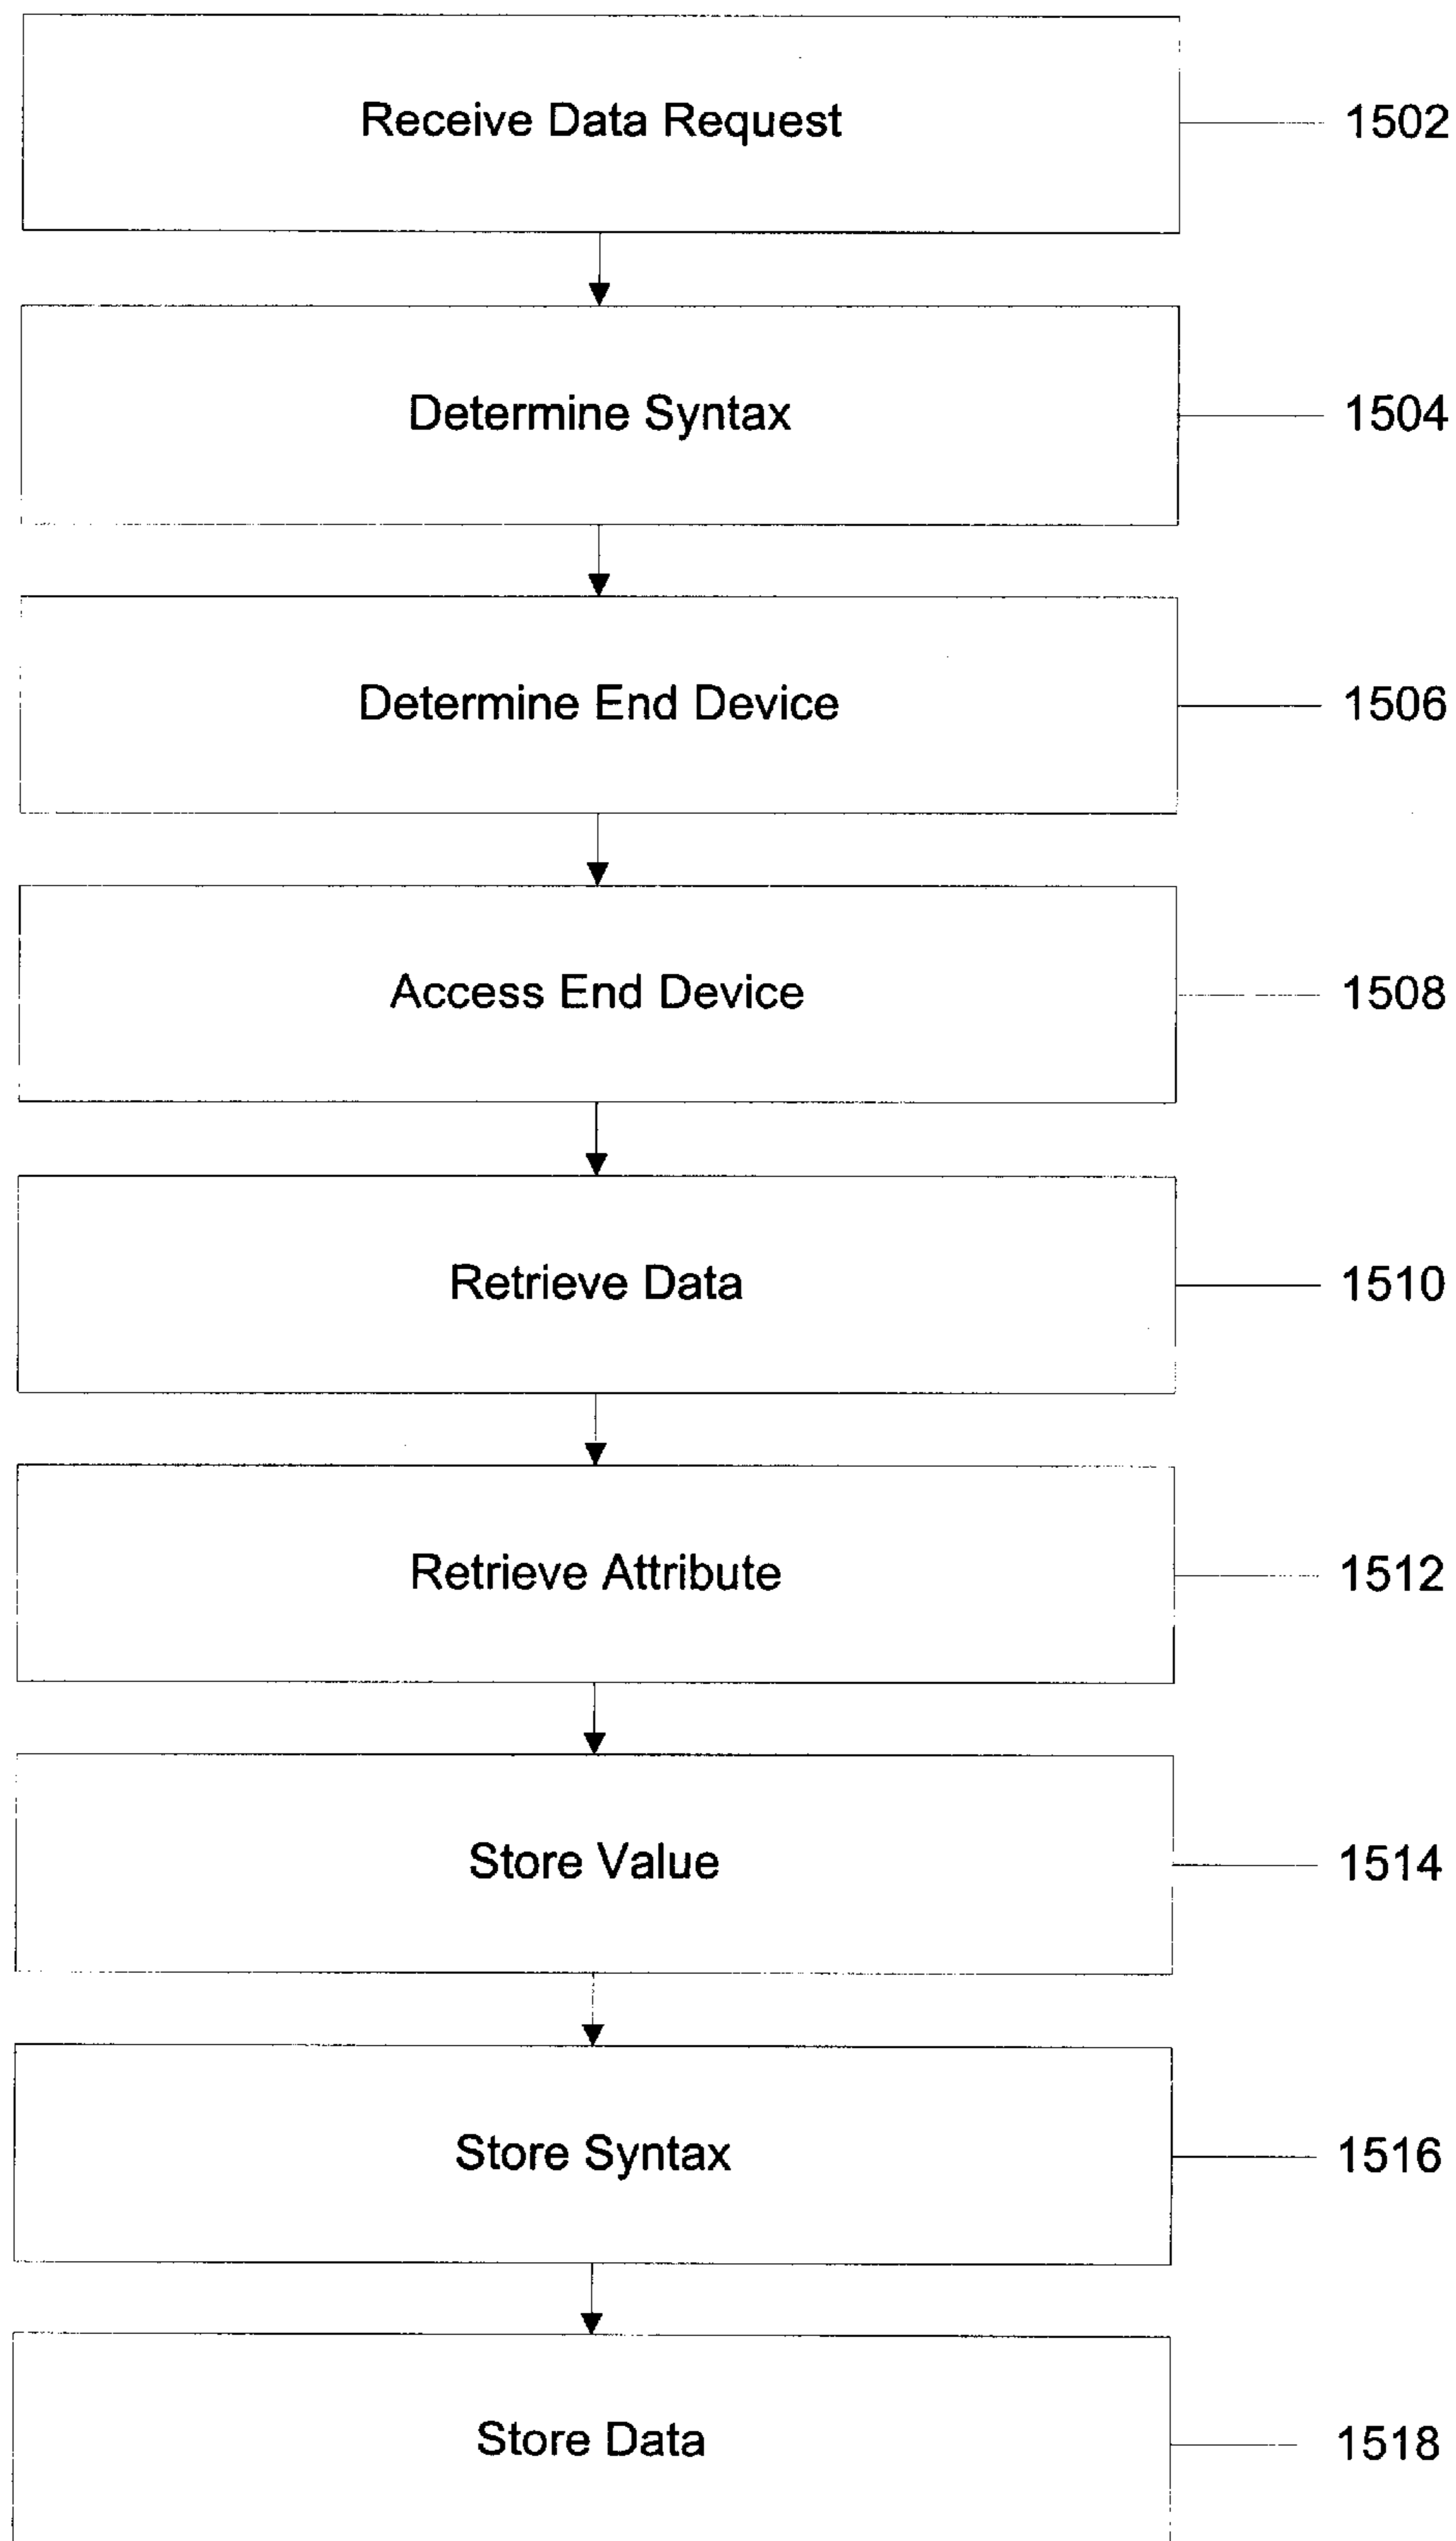 Receive Data Request 1502
Determine Syntax 1504
Determine End Device 1506
Access End Device 1508
Retrieve Data 1510
Retrieve Attribute 1512
Store Value 1514
Store Syntax 1516
Store Data 1518